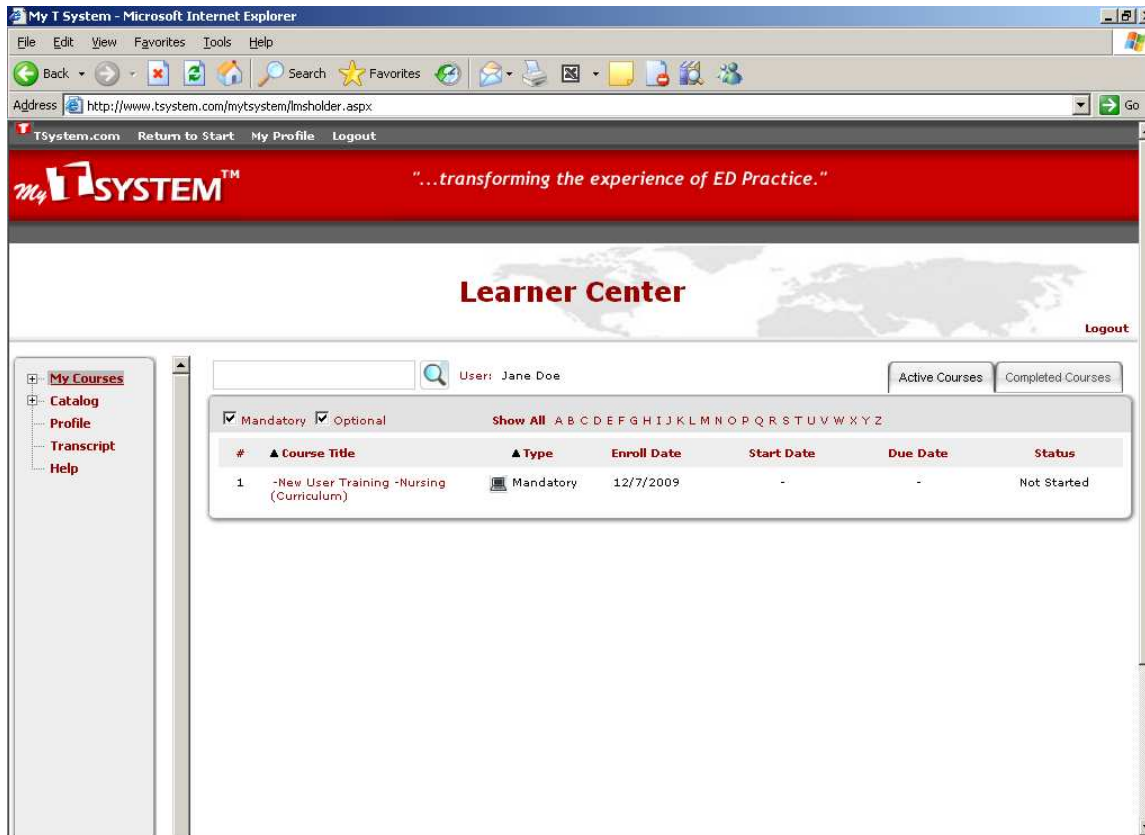 My T System - Microsoft Internet Explorer
File Edit View Favorites Tools Help
Back Search Favorites
Address http://www.tsystem.com/mytsystem/lmsholder.aspx Go
T TSystem.com Return to Start My Profile Logout
My T SYSTEM™ "...transforming the experience of ED Practice."
Learner Center
Logout
My Courses
Catalog
Profile
Transcript
Help
User: Jane Doe Active Courses Completed Courses
Mandatory Optional Show All A B C D E F G H I J K L M N O P Q R S T U V W X Y Z
# ▲ Course Title ▲ Type Enroll Date Start Date Due Date Status
1 -New User Training -Nursing (Curriculum) Mandatory 12/7/2009 - - Not Started